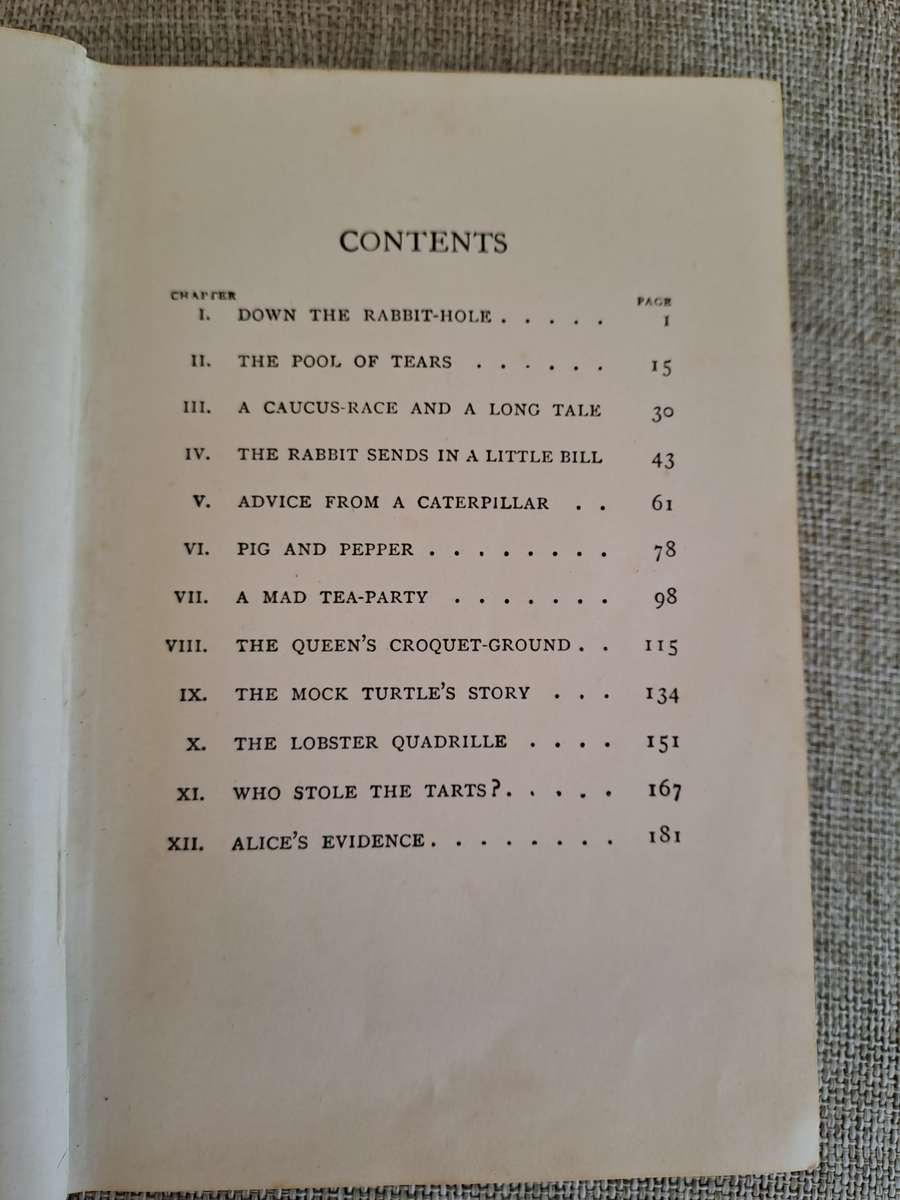 CONTENTS
CHAPTER PAGE
I. DOWN THE RABBIT-HOLE . . . . . 1
II. THE POOL OF TEARS . . . . . . 15
III. A CAUCUS-RACE AND A LONG TALE 30
IV. THE RABBIT SENDS IN A LITTLE BILL 43
V. ADVICE FROM A CATERPILLAR . . 61
VI. PIG AND PEPPER . . . . . . . . 78
VII. A MAD TEA-PARTY . . . . . . . 98
VIII. THE QUEEN'S CROQUET-GROUND . . 115
IX. THE MOCK TURTLE'S STORY . . . 134
X. THE LOBSTER QUADRILLE . . . . 151
XI. WHO STOLE THE TARTS? . . . . . 167
XII. ALICE'S EVIDENCE . . . . . . . . 181